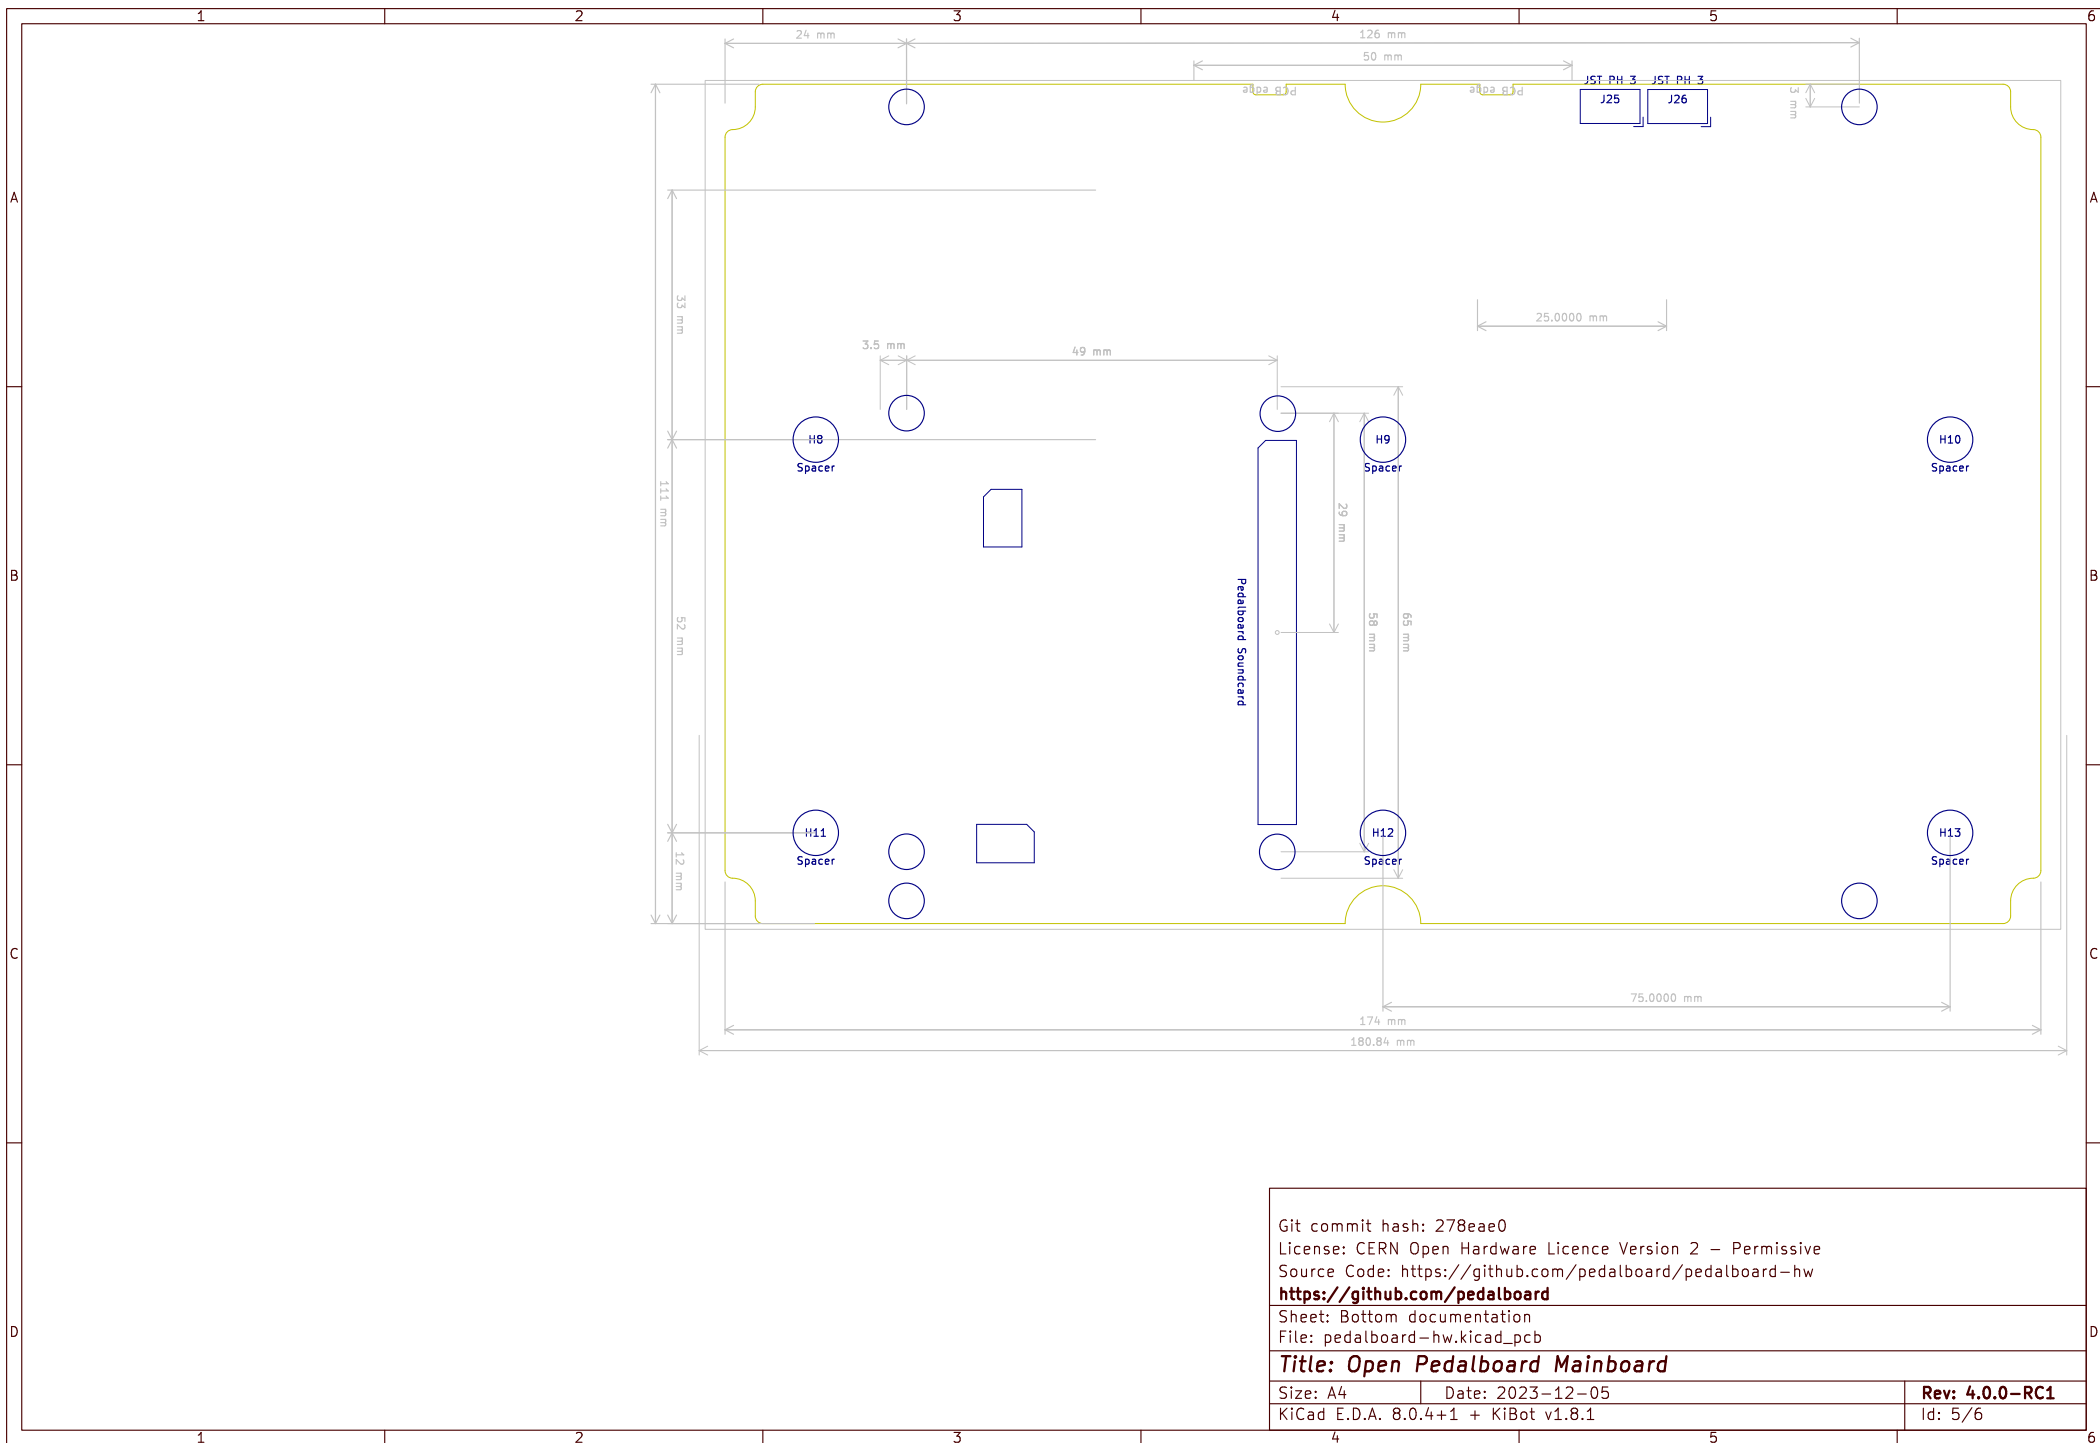 1 2 3 4 5 6
24 mm
126 mm
50 mm
JST PH 3
JST PH 3
PCB edge
PCB edge
J25
J26
3 mm
A
A
33 mm
25.0000 mm
3.5 mm
49 mm
H8
H9
H10
Spacer
Spacer
Spacer
111 mm
29 mm
B
B
Pedalboard Soundcard
52 mm
58 mm
65 mm
H11
H12
H13
Spacer
Spacer
Spacer
12 mm
C
C
75.0000 mm
174 mm
180.84 mm
Git commit hash: 278eae0
License: CERN Open Hardware Licence Version 2 - Permissive
Source Code: https://github.com/pedalboard/pedalboard-hw
https://github.com/pedalboard
Sheet: Bottom documentation
D
D
File: pedalboard-hw.kicad_pcb
Title: Open Pedalboard Mainboard
Size: A4
Date: 2023-12-05
Rev: 4.0.0-RC1
KiCad E.D.A. 8.0.4+1 + KiBot v1.8.1
Id: 5/6
1 2 3 4 5 6